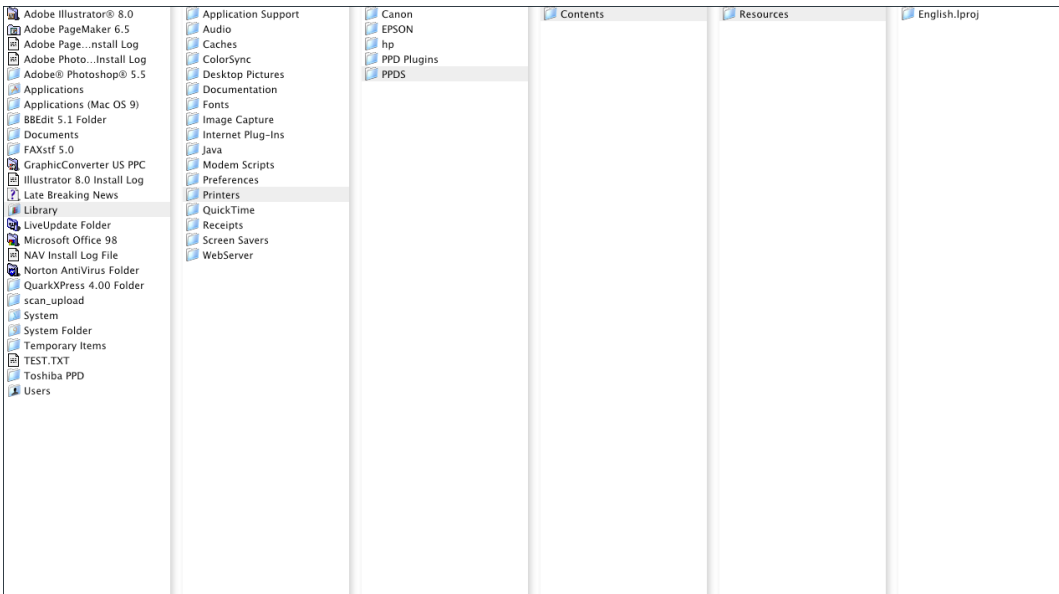 Adobe Illustrator® 8.0
Adobe PageMaker 6.5
Adobe Page...nstall Log
Adobe Photo...Install Log
Adobe® Photoshop® 5.5
Applications
Applications (Mac OS 9)
BBEdit 5.1 Folder
Documents
FAXstf 5.0
GraphicConverter US PPC
Illustrator 8.0 Install Log
Late Breaking News
Library
LiveUpdate Folder
Microsoft Office 98
NAV Install Log File
Norton AntiVirus Folder
QuarkXPress 4.00 Folder
scan_upload
System
System Folder
Temporary Items
TEST.TXT
Toshiba PPD
Users
Application Support
Audio
Caches
ColorSync
Desktop Pictures
Documentation
Fonts
Image Capture
Internet Plug-Ins
Java
Modem Scripts
Preferences
Printers
QuickTime
Receipts
Screen Savers
WebServer
Canon
EPSON
hp
PPD Plugins
PPDS
Contents
Resources
English.lproj